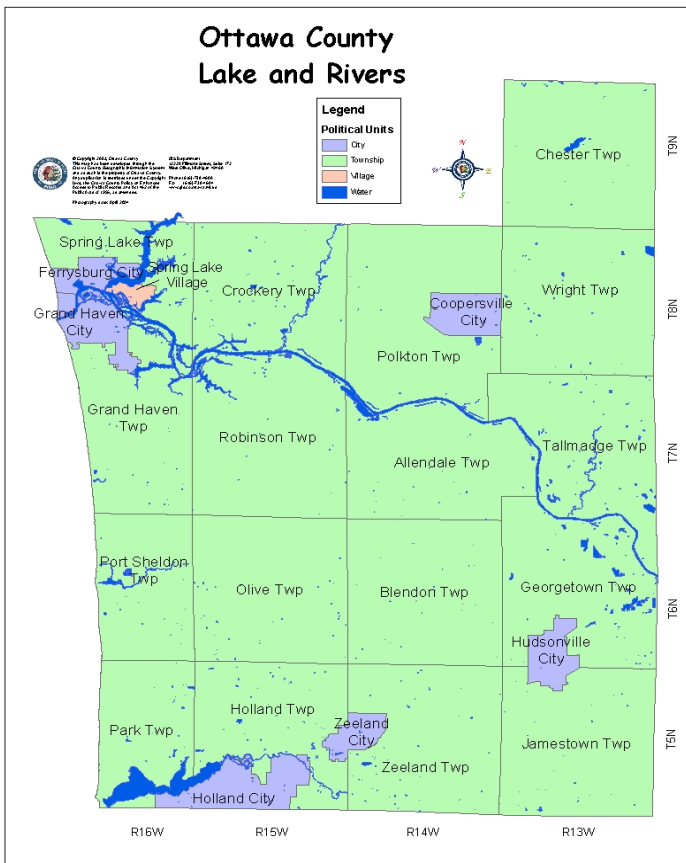 Ottawa County
Lake and Rivers
Legend
Political Units
City
Township
Village
Water
N
W
E
S
Chester Twp
T9N
Spring Lake Twp
Ferrysburg City
Spring Lake
Village
Crockery Twp
Coopersville
City
Wright Twp
T8N
Grand Haven
City
Polkton Twp
Grand Haven
Twp
Robinson Twp
Allendale Twp
Tallmadge Twp
T7N
Port Sheldon
Twp
Olive Twp
Blendon Twp
Georgetown Twp
T6N
Hudsonville
City
Park Twp
Holland Twp
Zeeland
City
Zeeland Twp
Jamestown Twp
T5N
Holland City
R16W
R15W
R14W
R13W